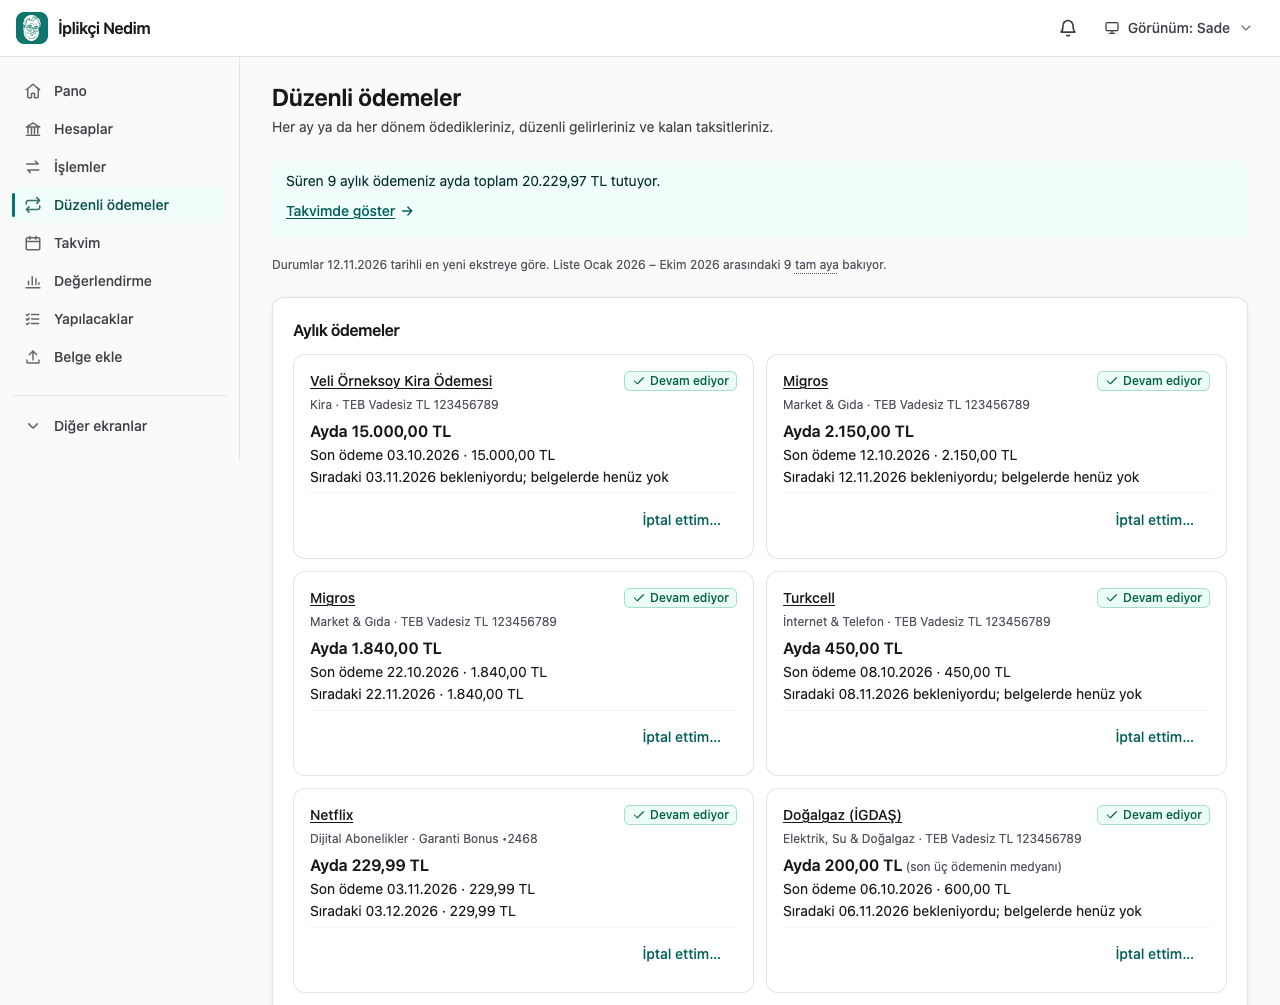 İplikçi Nedim
Görünüm: Sade
Pano
Hesaplar
İşlemler
Düzenli ödemeler
Takvim
Değerlendirme
Yapılacaklar
Belge ekle
Diğer ekranlar
Düzenli ödemeler
Her ay ya da her dönem ödedikleriniz, düzenli gelirleriniz ve kalan taksitleriniz.
Süren 9 aylık ödemeniz ayda toplam 20.229,97 TL tutuyor.
Takvimde göster →
Durumlar 12.11.2026 tarihli en yeni ekstreye göre. Liste Ocak 2026 – Ekim 2026 arasındaki 9 tam aya bakıyor.
Aylık ödemeler
Veli Örneksoy Kira Ödemesi
Devam ediyor
Kira · TEB Vadesiz TL 123456789
Ayda 15.000,00 TL
Son ödeme 03.10.2026 · 15.000,00 TL
Sıradaki 03.11.2026 bekleniyordu; belgelerde henüz yok
İptal ettim...
Migros
Devam ediyor
Market & Gıda · TEB Vadesiz TL 123456789
Ayda 2.150,00 TL
Son ödeme 12.10.2026 · 2.150,00 TL
Sıradaki 12.11.2026 bekleniyordu; belgelerde henüz yok
İptal ettim...
Migros
Devam ediyor
Market & Gıda · TEB Vadesiz TL 123456789
Ayda 1.840,00 TL
Son ödeme 22.10.2026 · 1.840,00 TL
Sıradaki 22.11.2026 · 1.840,00 TL
İptal ettim...
Turkcell
Devam ediyor
İnternet & Telefon · TEB Vadesiz TL 123456789
Ayda 450,00 TL
Son ödeme 08.10.2026 · 450,00 TL
Sıradaki 08.11.2026 bekleniyordu; belgelerde henüz yok
İptal ettim...
Netflix
Devam ediyor
Dijital Abonelikler · Garanti Bonus •2468
Ayda 229,99 TL
Son ödeme 03.11.2026 · 229,99 TL
Sıradaki 03.12.2026 · 229,99 TL
İptal ettim...
Doğalgaz (İGDAŞ)
Devam ediyor
Elektrik, Su & Doğalgaz · TEB Vadesiz TL 123456789
Ayda 200,00 TL (son üç ödemenin medyanı)
Son ödeme 06.10.2026 · 600,00 TL
Sıradaki 06.11.2026 bekleniyordu; belgelerde henüz yok
İptal ettim...